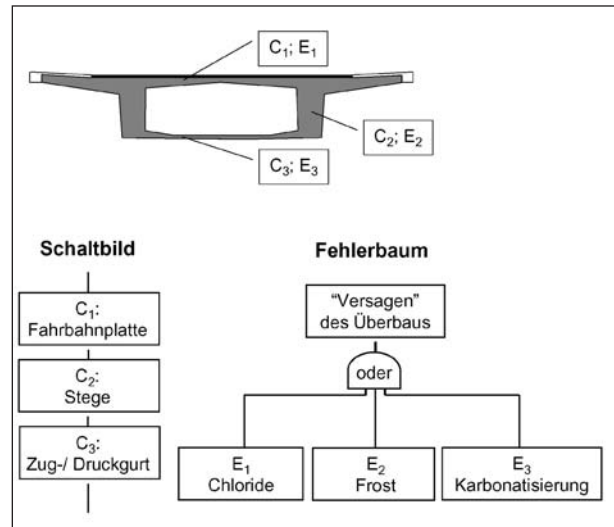 C₁; E₁
C₂; E₂
C₃; E₃
Schaltbild
C₁:
Fahrbahnplatte
C₂:
Stege
C₃:
Zug-/ Druckgurt
Fehlerbaum
"Versagen"
des Überbaus
oder
E₁
Chloride
E₂
Frost
E₃
Karbonatisierung